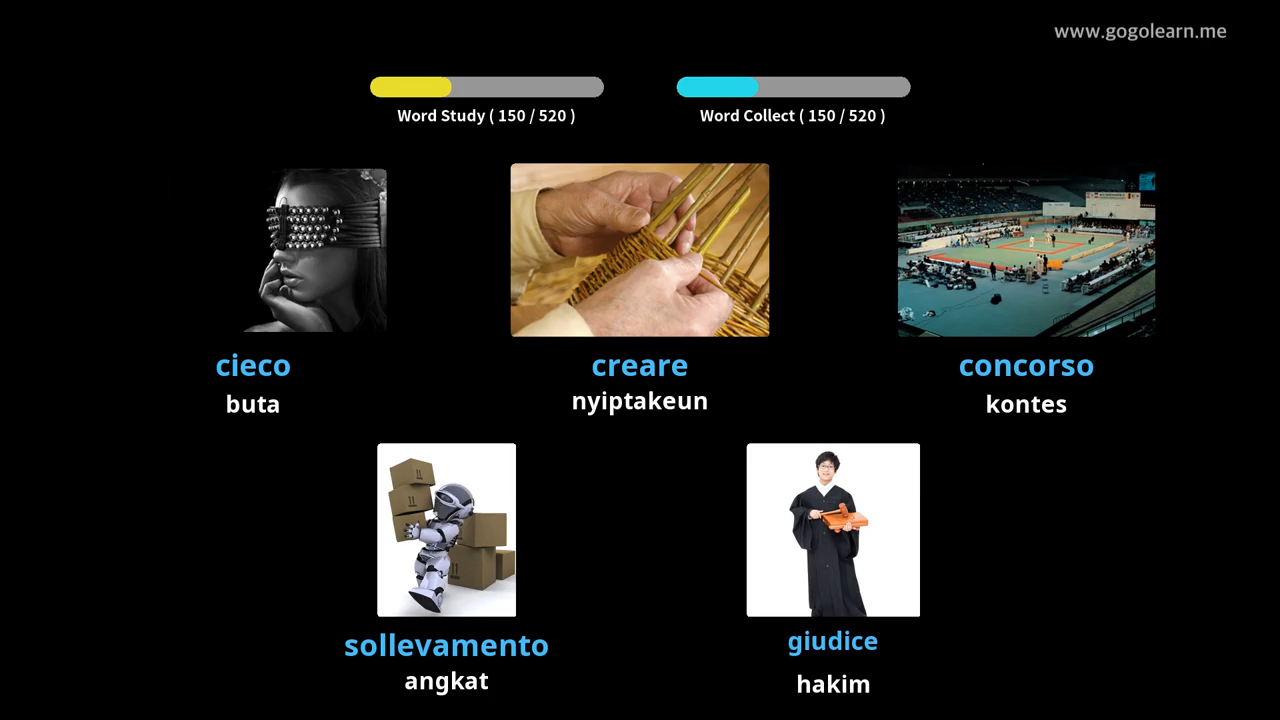 www.gogolearn.me
Word Study ( 150 / 520 )
Word Collect ( 150 / 520 )
cieco
buta
creare
nyiptakeun
concorso
kontes
sollevamento
angkat
giudice
hakim